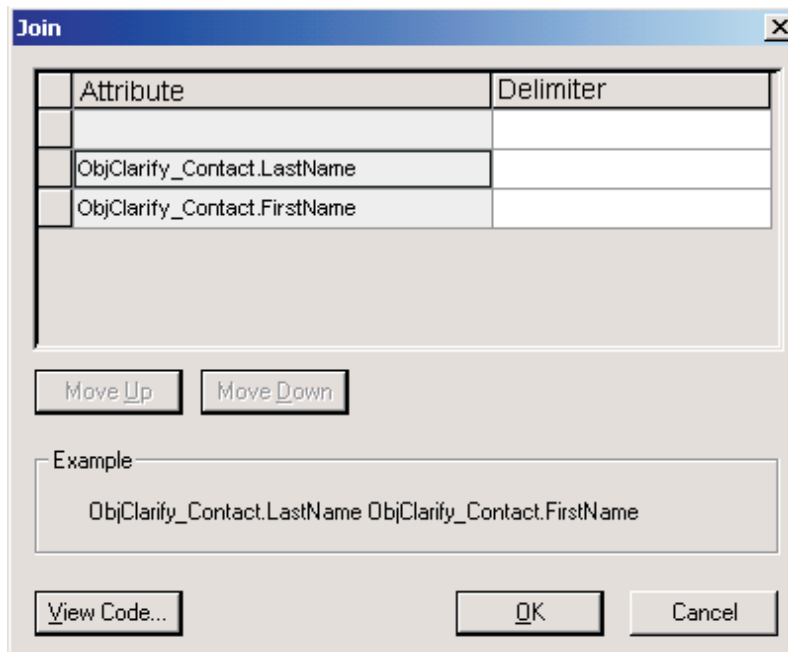 Join
Attribute Delimiter
ObjClarify_Contact.LastName
ObjClarify_Contact.FirstName
Move Up Move Down
Example
ObjClarify_Contact.LastName ObjClarify_Contact.FirstName
View Code... OK Cancel